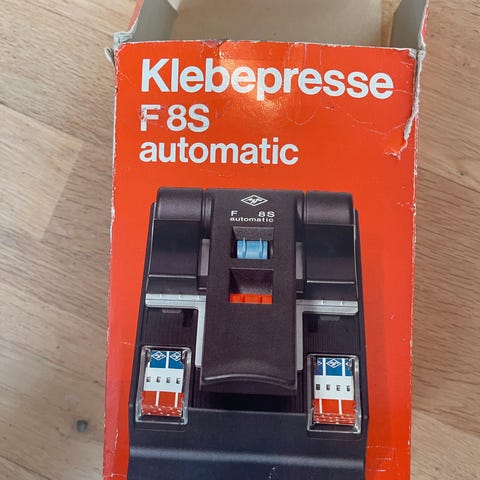 Klebepresse
F 8S
automatic
F 8S
automatic